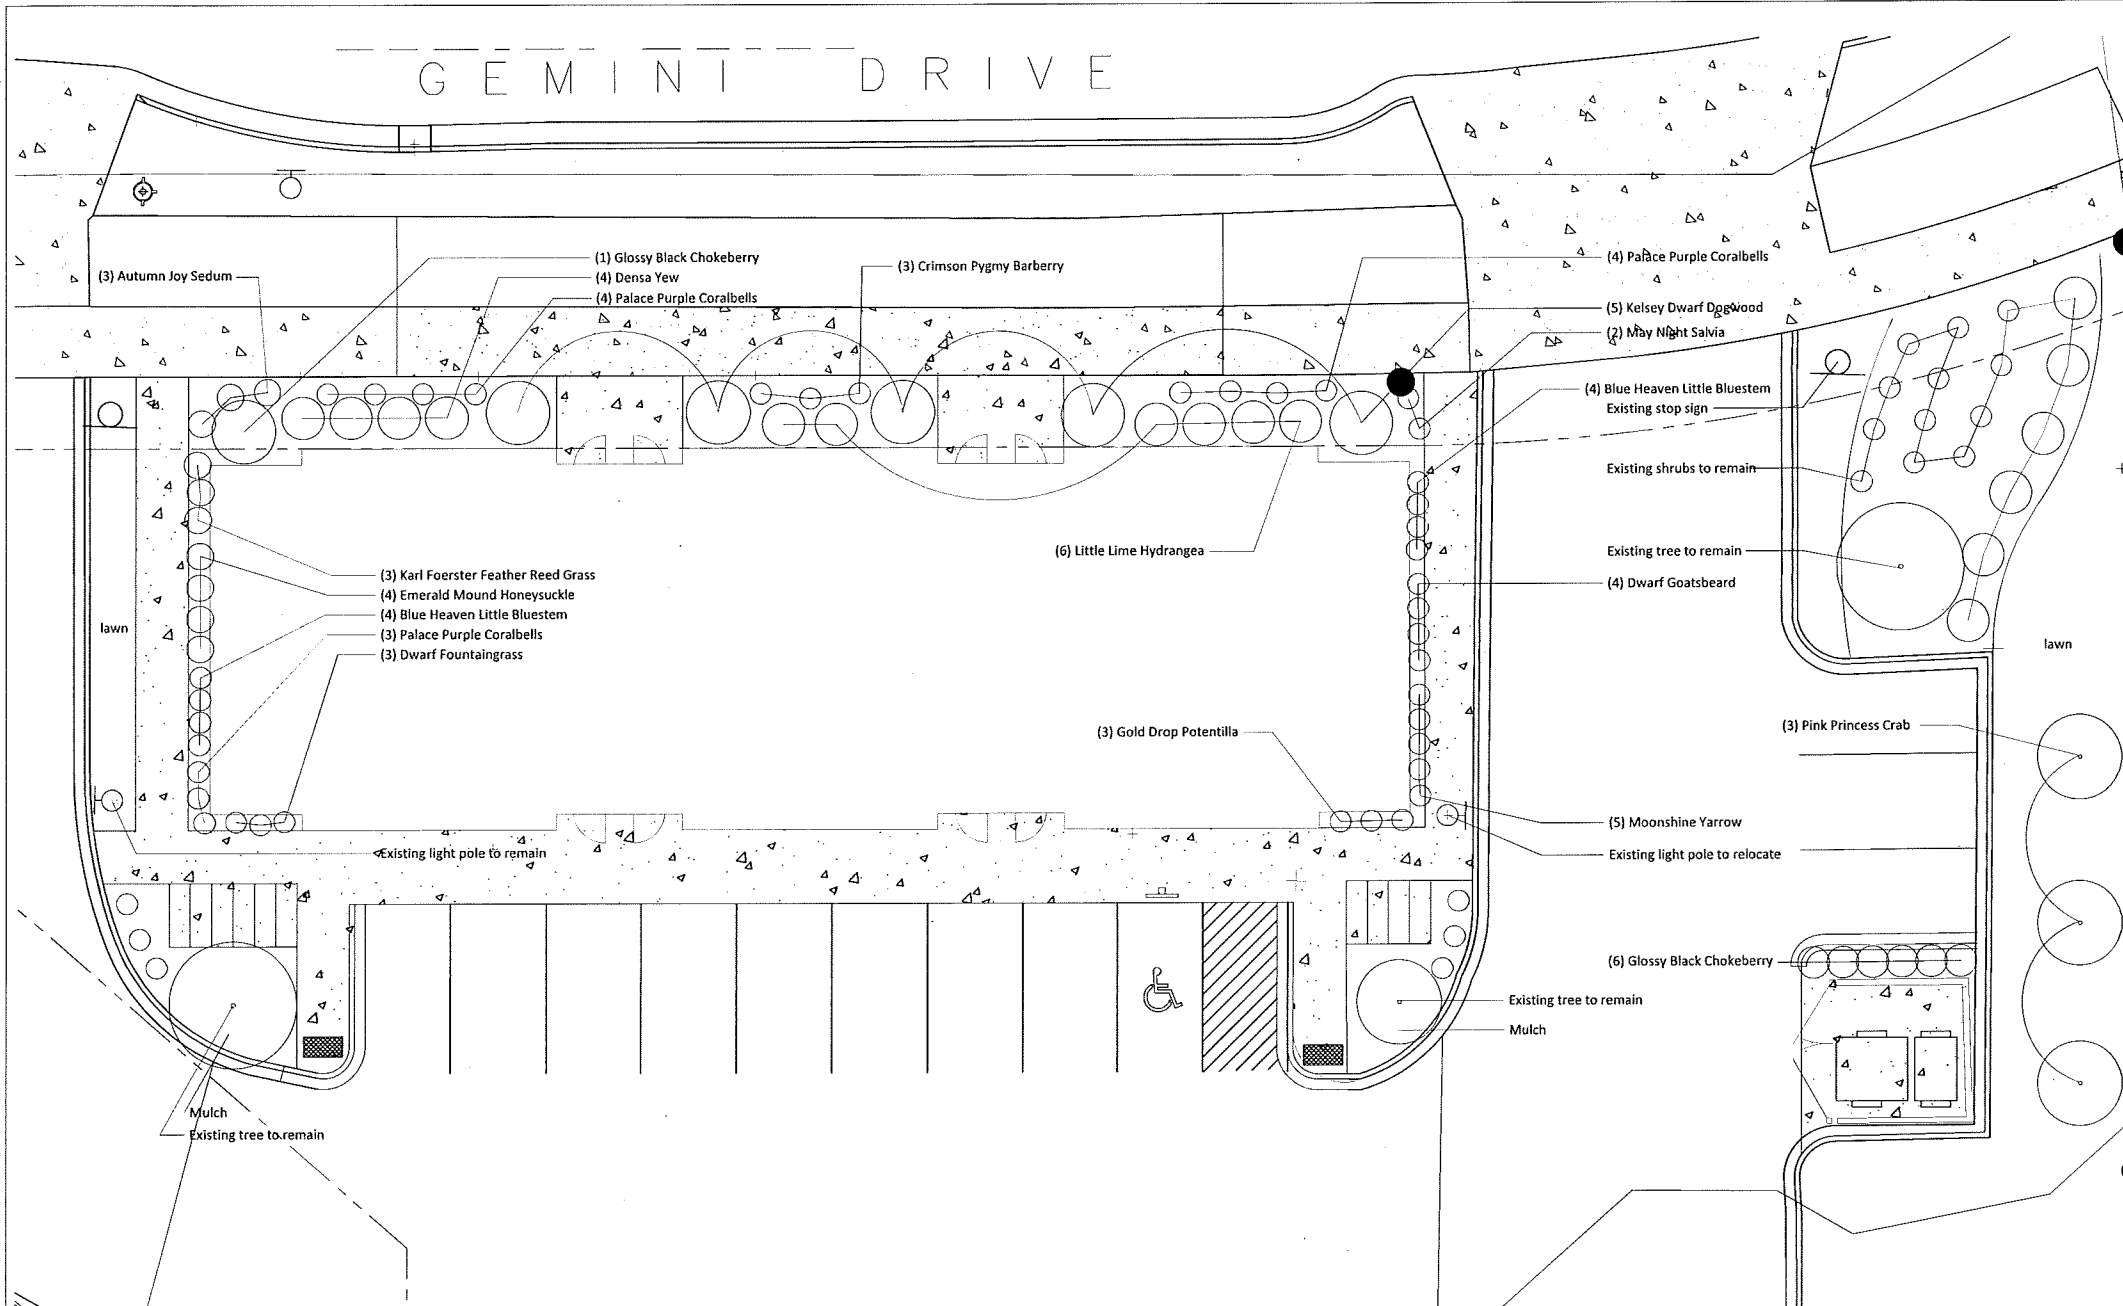 GEMINI DRIVE
(1) Glossy Black Chokeberry
(4) Densa Yew
(4) Palace Purple Coralbells
(3) Autumn Joy Sedum
(3) Crimson Pygmy Barberry
(4) Palace Purple Coralbells
(5) Kelsey Dwarf Dogwood
(2) May Night Salvia
(4) Blue Heaven Little Bluestem
Existing stop sign
Existing shrubs to remain
(6) Little Lime Hydrangea
Existing tree to remain
(4) Dwarf Goatsbeard
(3) Karl Foerster Feather Reed Grass
(4) Emerald Mound Honeysuckle
(4) Blue Heaven Little Bluestem
(3) Palace Purple Coralbells
(3) Dwarf Fountaingrass
lawn
lawn
(3) Gold Drop Potentilla
(3) Pink Princess Crab
(5) Moonshine Yarrow
Existing light pole to remain
Existing light pole to relocate
(6) Glossy Black Chokeberry
Existing tree to remain
Mulch
Mulch
Existing tree to remain